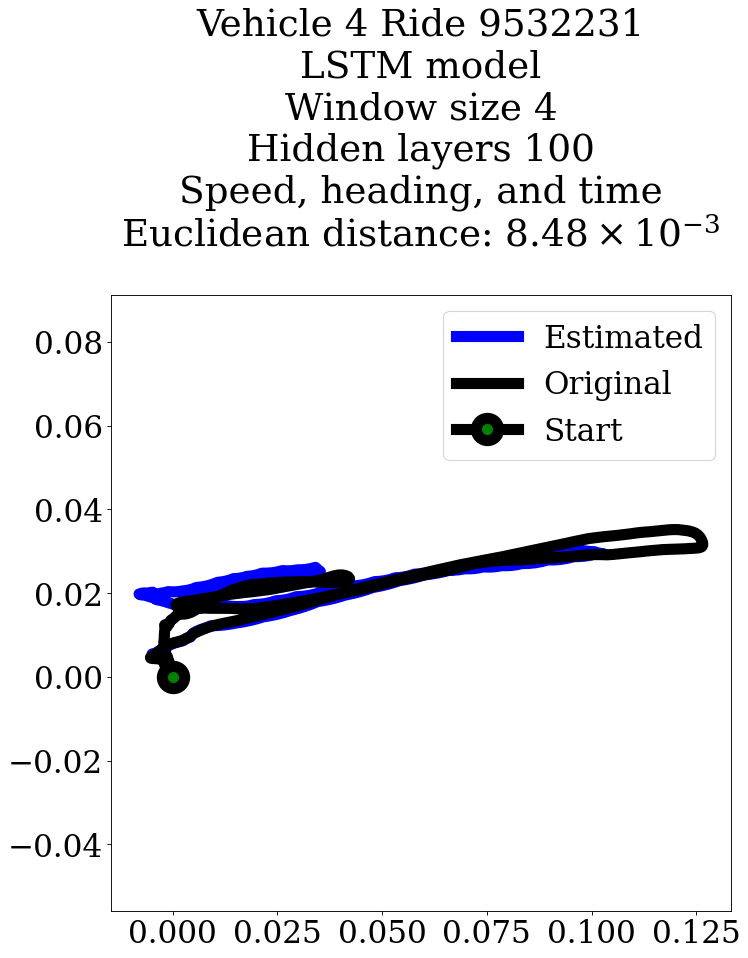 Vehicle 4 Ride 9532231
LSTM model
Window size 4
Hidden layers 100
Speed, heading, and time
Euclidean distance: 8.48 × 10⁻³
Estimated
Original
Start
0.08
0.06
0.04
0.02
0.00
−0.02
−0.04
0.000 0.025 0.050 0.075 0.100 0.125